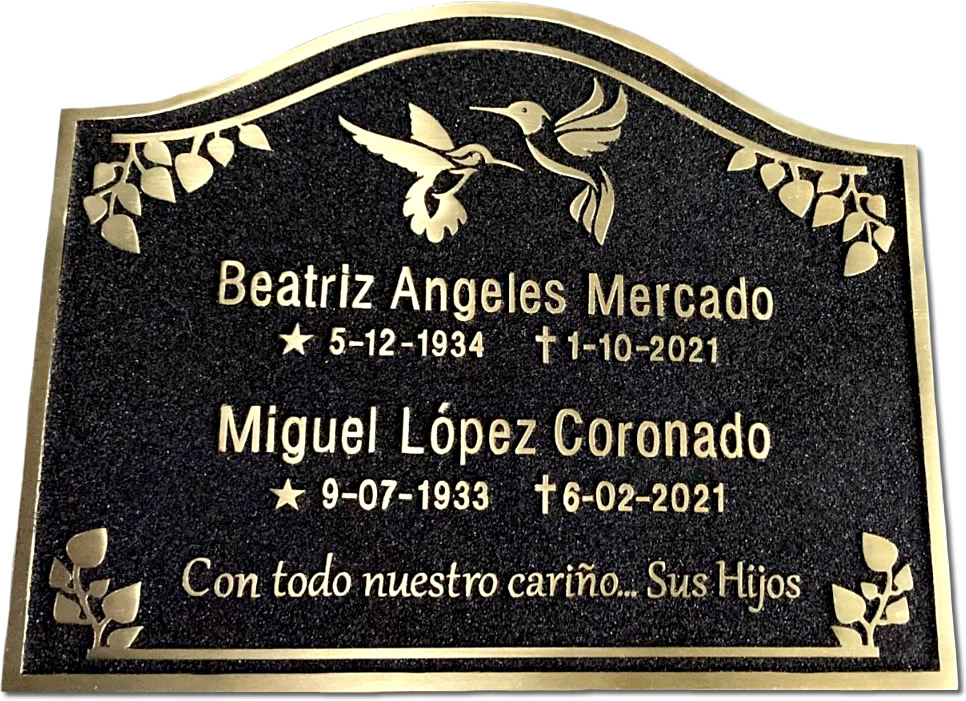 Beatriz Angeles Mercado
★ 5-12-1934 ✝ 1-10-2021
Miguel López Coronado
★ 9-07-1933 ✝ 6-02-2021
Con todo nuestro cariño... Sus Hijos